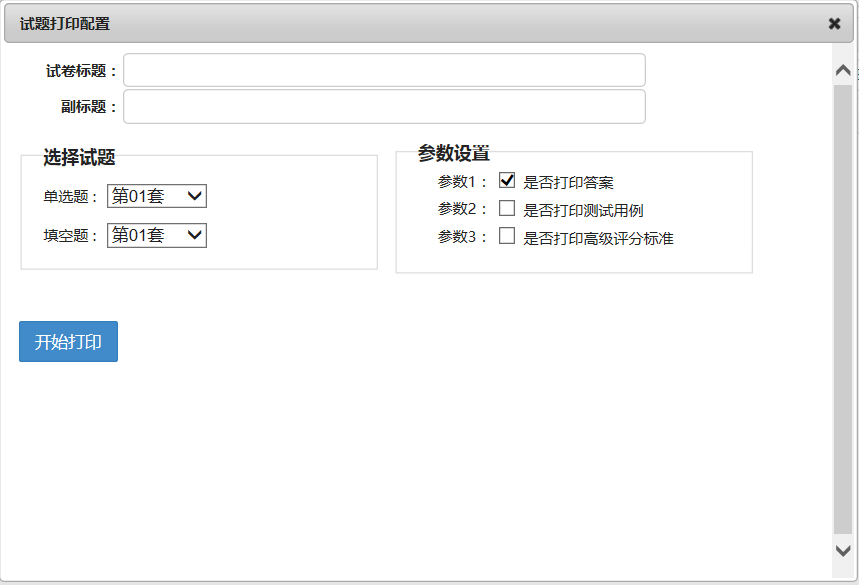 试题打印配置
试卷标题：
副标题：
选择试题
单选题： 第01套
填空题： 第01套
参数设置
参数1： 是否打印答案
参数2： 是否打印测试用例
参数3： 是否打印高级评分标准
开始打印